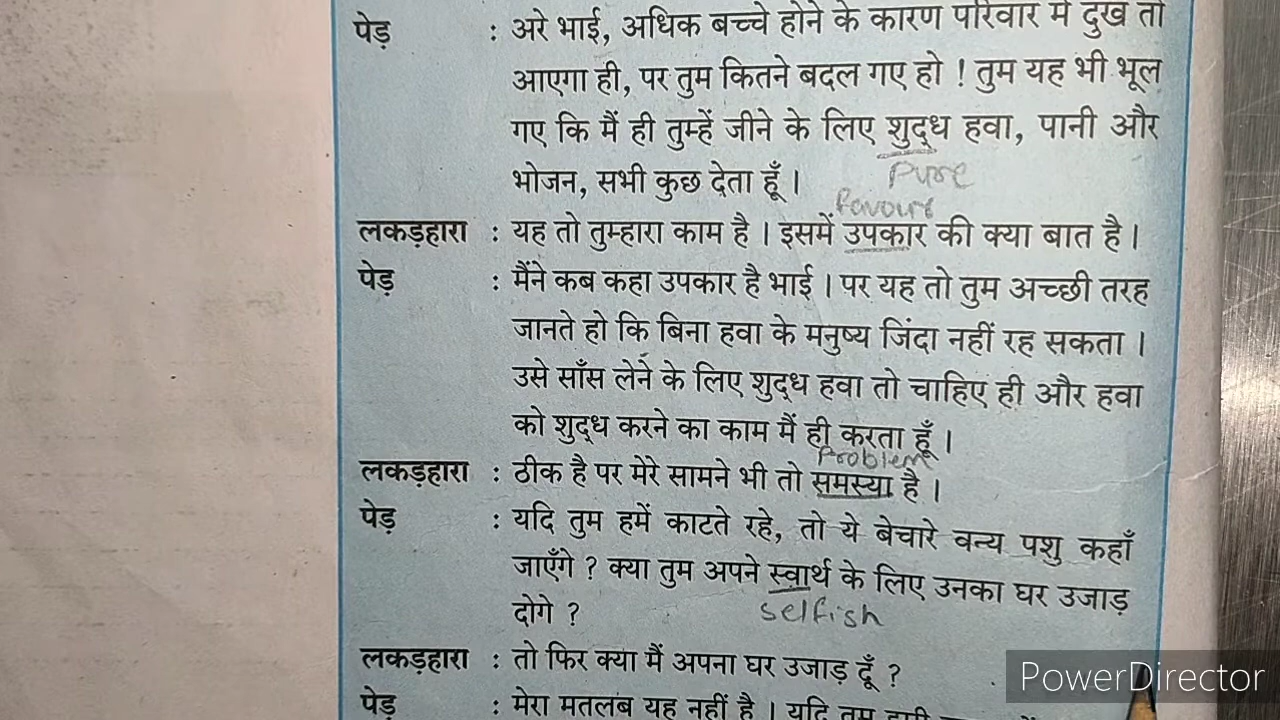 पेड़ : अरे भाई, अधिक बच्चे होने के कारण परिवार में दुख तो
आएगा ही, पर तुम कितने बदल गए हो ! तुम यह भी भूल
गए कि मैं ही तुम्हें जीने के लिए शुद्ध हवा, पानी और
भोजन, सभी कुछ देता हूँ ।
Pure
favour
लकड़हारा : यह तो तुम्हारा काम है । इसमें उपकार की क्या बात है ।
पेड़ : मैंने कब कहा उपकार है भाई । पर यह तो तुम अच्छी तरह
जानते हो कि बिना हवा के मनुष्य जिंदा नहीं रह सकता ।
उसे साँस लेने के लिए शुद्ध हवा तो चाहिए ही और हवा
को शुद्ध करने का काम मैं ही करता हूँ ।
Problem
लकड़हारा : ठीक है पर मेरे सामने भी तो समस्या है ।
पेड़ : यदि तुम हमें काटते रहे, तो ये बेचारे वन्य पशु कहाँ
जाएँगे ? क्या तुम अपने स्वार्थ के लिए उनका घर उजाड़
दोगे ?
selfish
लकड़हारा : तो फिर क्या मैं अपना घर उजाड़ दूँ ?
पेड़ : मेरा मतलब यह नहीं है । यदि तुम
PowerDirector